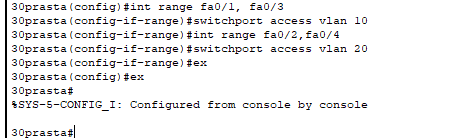 30prasta(config)#int range fa0/1, fa0/3
30prasta(config-if-range)#switchport access vlan 10
30prasta(config-if-range)#int range fa0/2,fa0/4
30prasta(config-if-range)#switchport access vlan 20
30prasta(config-if-range)#ex
30prasta(config)#ex
30prasta#
%SYS-5-CONFIG_I: Configured from console by console
30prasta#